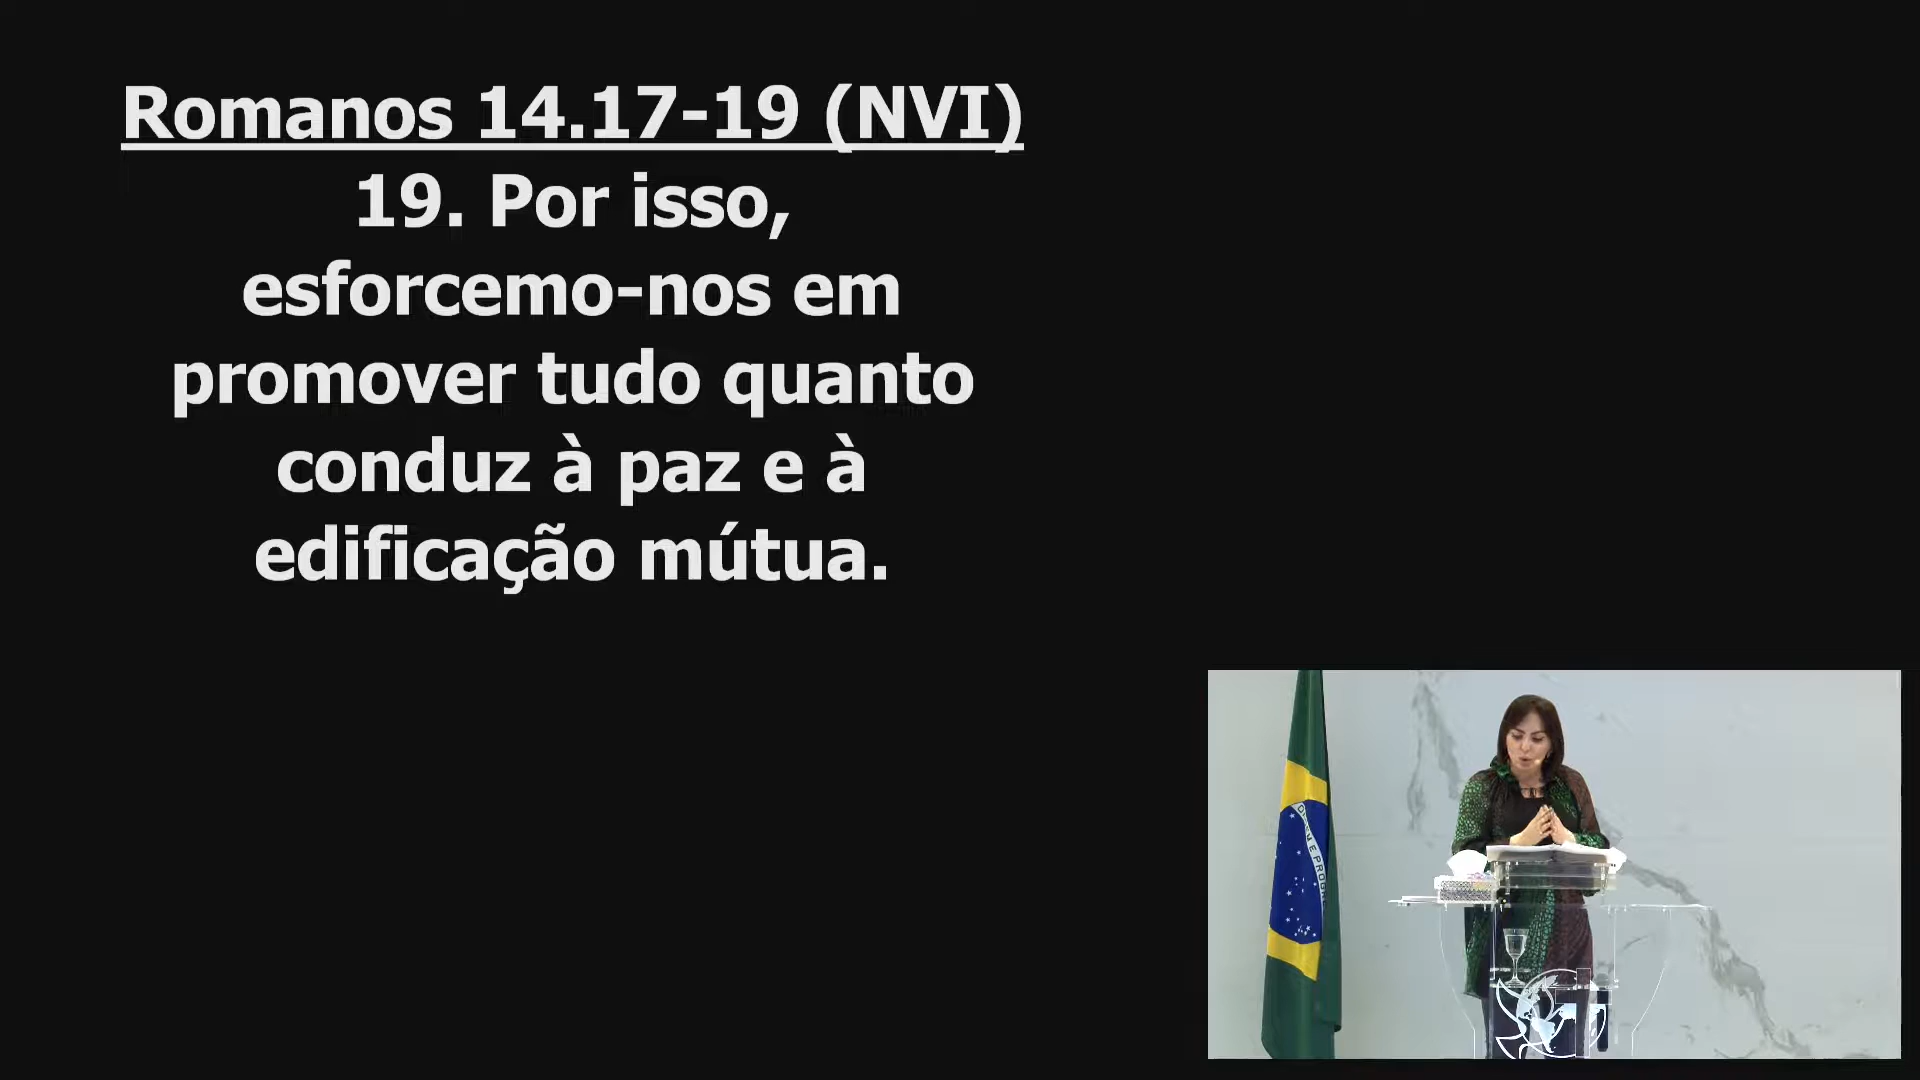 Romanos 14.17-19 (NVI)
19. Por isso,
esforcemo-nos em
promover tudo quanto
conduz à paz e à
edificação mútua.